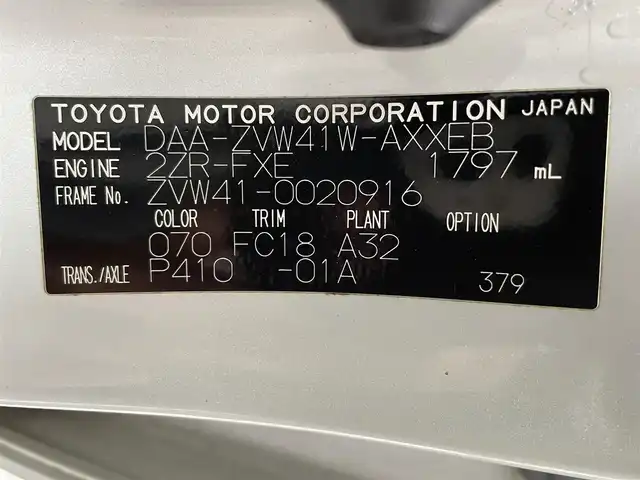 TOYOTA MOTOR CORPORATION JAPAN
MODEL DAA-ZVW41W-AXXEB
ENGINE 2ZR-FXE 1797 mL
FRAME No. ZVW41-0020916
COLOR TRIM PLANT OPTION
070 FC18 A32
TRANS./AXLE P410 -01A 379